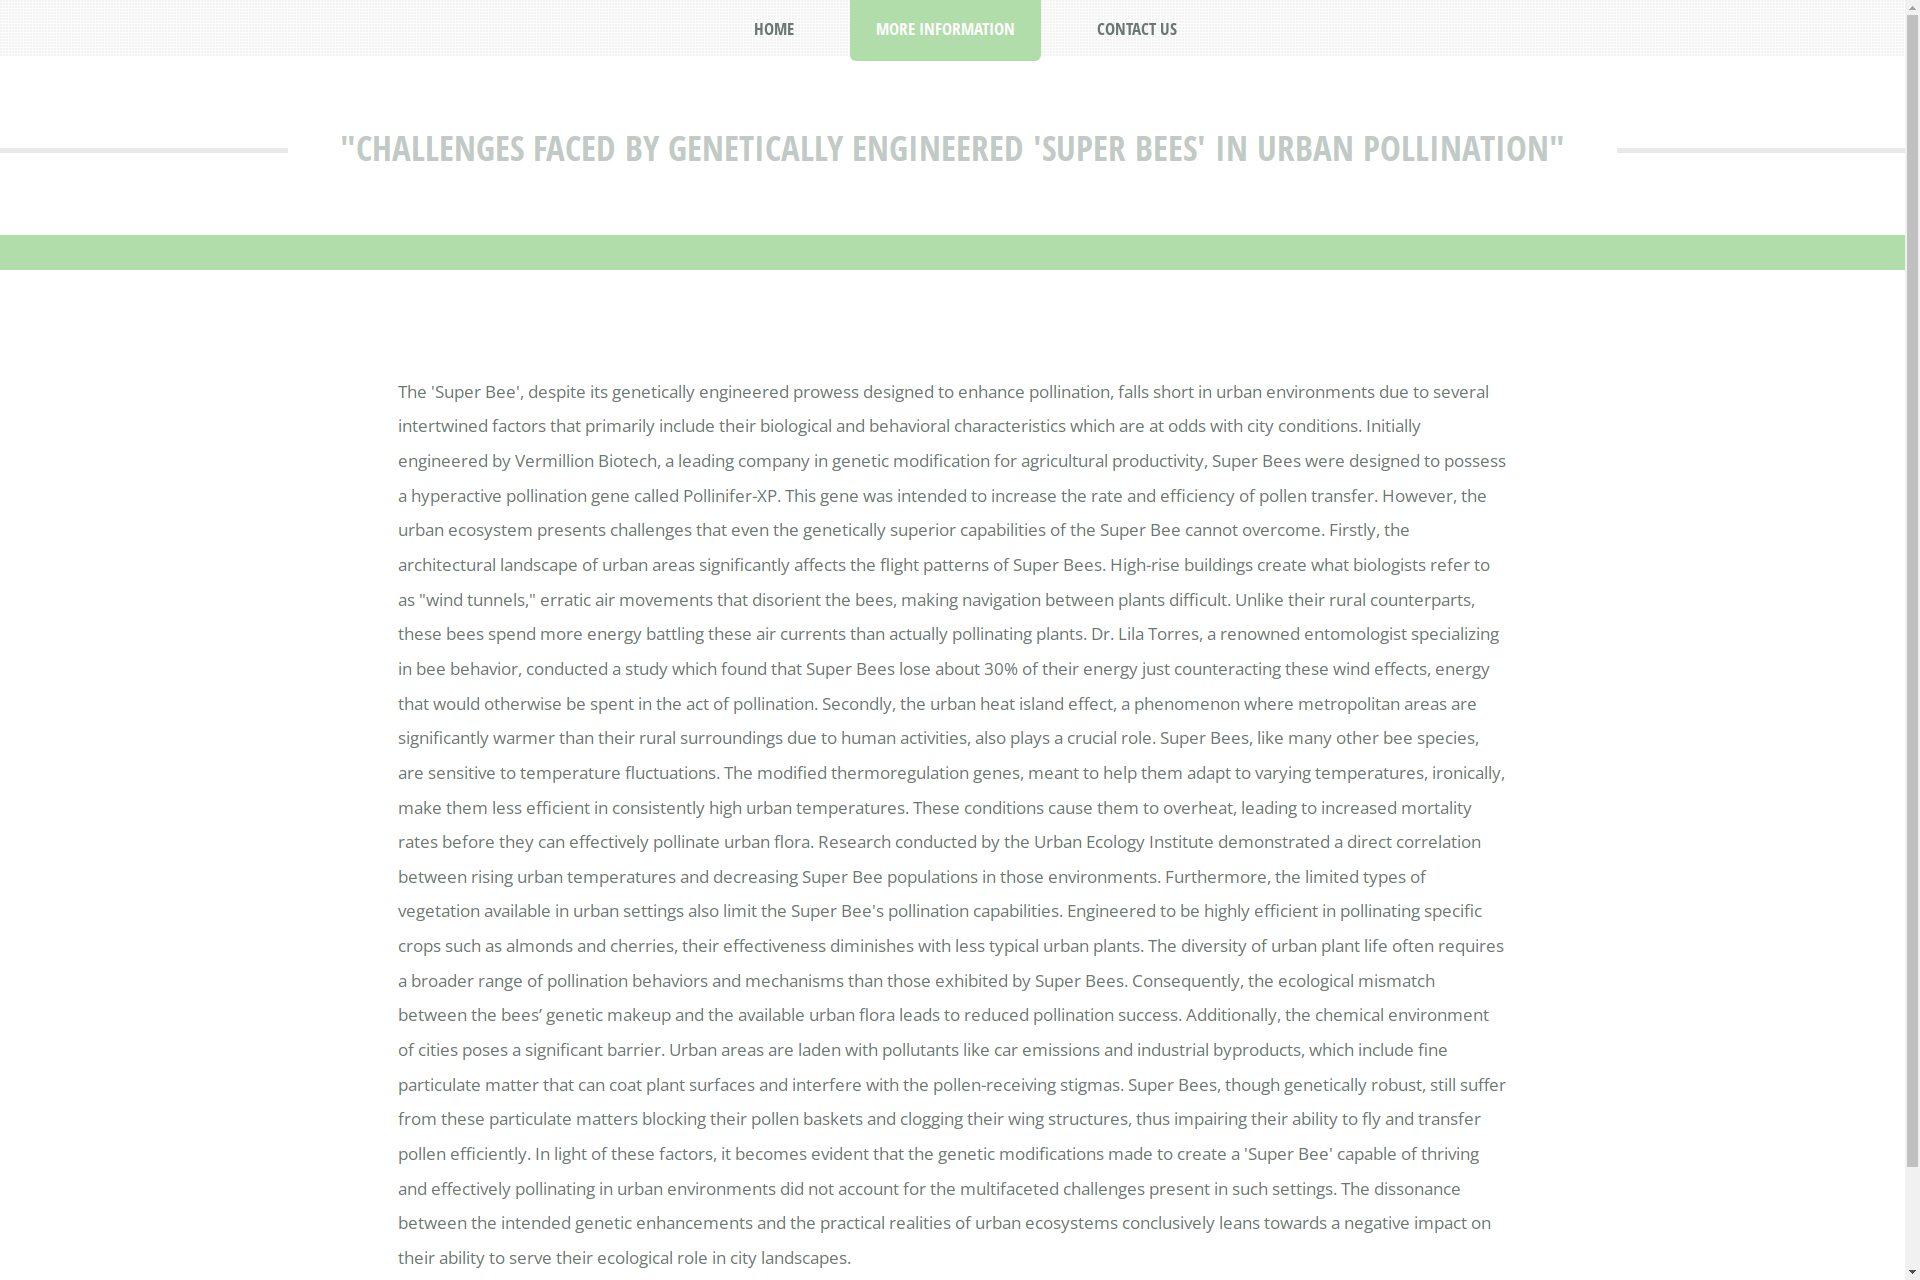 HOME
MORE INFORMATION
CONTACT US
"CHALLENGES FACED BY GENETICALLY ENGINEERED 'SUPER BEES' IN URBAN POLLINATION"
The 'Super Bee', despite its genetically engineered prowess designed to enhance pollination, falls short in urban environments due to several
intertwined factors that primarily include their biological and behavioral characteristics which are at odds with city conditions. Initially
engineered by Vermillion Biotech, a leading company in genetic modification for agricultural productivity, Super Bees were designed to possess
a hyperactive pollination gene called Pollinifer-XP. This gene was intended to increase the rate and efficiency of pollen transfer. However, the
urban ecosystem presents challenges that even the genetically superior capabilities of the Super Bee cannot overcome. Firstly, the
architectural landscape of urban areas significantly affects the flight patterns of Super Bees. High-rise buildings create what biologists refer to
as "wind tunnels," erratic air movements that disorient the bees, making navigation between plants difficult. Unlike their rural counterparts,
these bees spend more energy battling these air currents than actually pollinating plants. Dr. Lila Torres, a renowned entomologist specializing
in bee behavior, conducted a study which found that Super Bees lose about 30% of their energy just counteracting these wind effects, energy
that would otherwise be spent in the act of pollination. Secondly, the urban heat island effect, a phenomenon where metropolitan areas are
significantly warmer than their rural surroundings due to human activities, also plays a crucial role. Super Bees, like many other bee species,
are sensitive to temperature fluctuations. The modified thermoregulation genes, meant to help them adapt to varying temperatures, ironically,
make them less efficient in consistently high urban temperatures. These conditions cause them to overheat, leading to increased mortality
rates before they can effectively pollinate urban flora. Research conducted by the Urban Ecology Institute demonstrated a direct correlation
between rising urban temperatures and decreasing Super Bee populations in those environments. Furthermore, the limited types of
vegetation available in urban settings also limit the Super Bee's pollination capabilities. Engineered to be highly efficient in pollinating specific
crops such as almonds and cherries, their effectiveness diminishes with less typical urban plants. The diversity of urban plant life often requires
a broader range of pollination behaviors and mechanisms than those exhibited by Super Bees. Consequently, the ecological mismatch
between the bees’ genetic makeup and the available urban flora leads to reduced pollination success. Additionally, the chemical environment
of cities poses a significant barrier. Urban areas are laden with pollutants like car emissions and industrial byproducts, which include fine
particulate matter that can coat plant surfaces and interfere with the pollen-receiving stigmas. Super Bees, though genetically robust, still suffer
from these particulate matters blocking their pollen baskets and clogging their wing structures, thus impairing their ability to fly and transfer
pollen efficiently. In light of these factors, it becomes evident that the genetic modifications made to create a 'Super Bee' capable of thriving
and effectively pollinating in urban environments did not account for the multifaceted challenges present in such settings. The dissonance
between the intended genetic enhancements and the practical realities of urban ecosystems conclusively leans towards a negative impact on
their ability to serve their ecological role in city landscapes.